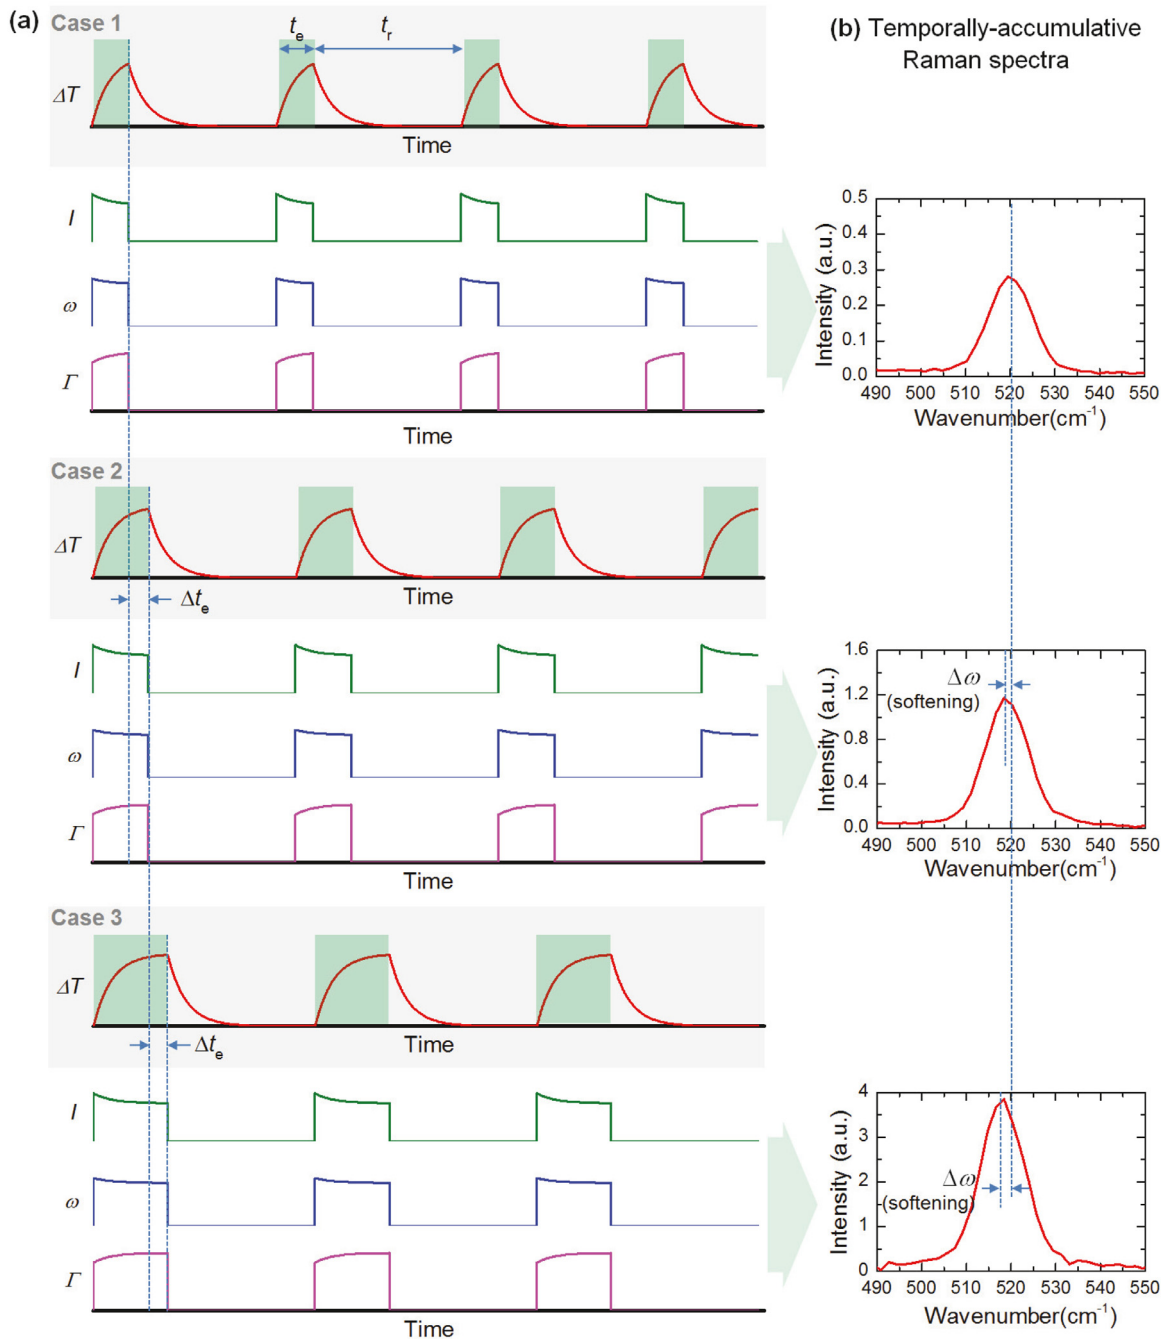 (a)
Case 1
tₑ
tᵣ
ΔT
Time
I
ω
Γ
Time
Case 2
ΔT
Time
Δtₑ
I
ω
Γ
Time
Case 3
ΔT
Time
Δtₑ
I
ω
Γ
Time
(b) Temporally-accumulative
Raman spectra
Intensity (a.u.)
0.5
0.4
0.3
0.2
0.1
0.0
490 500 510 520 530 540 550
Wavenumber(cm⁻¹)
Intensity (a.u.)
1.6
1.2
0.8
0.4
0.0
Δω
(softening)
490 500 510 520 530 540 550
Wavenumber(cm⁻¹)
Intensity (a.u.)
4
3
2
1
0
Δω
(softening)
490 500 510 520 530 540 550
Wavenumber(cm⁻¹)